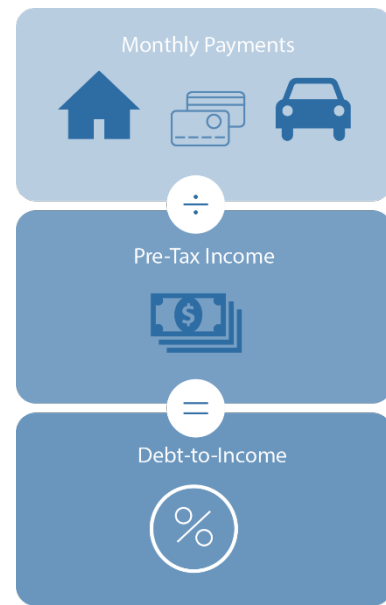 Monthly Payments
÷
Pre-Tax Income
$
=
Debt-to-Income
%